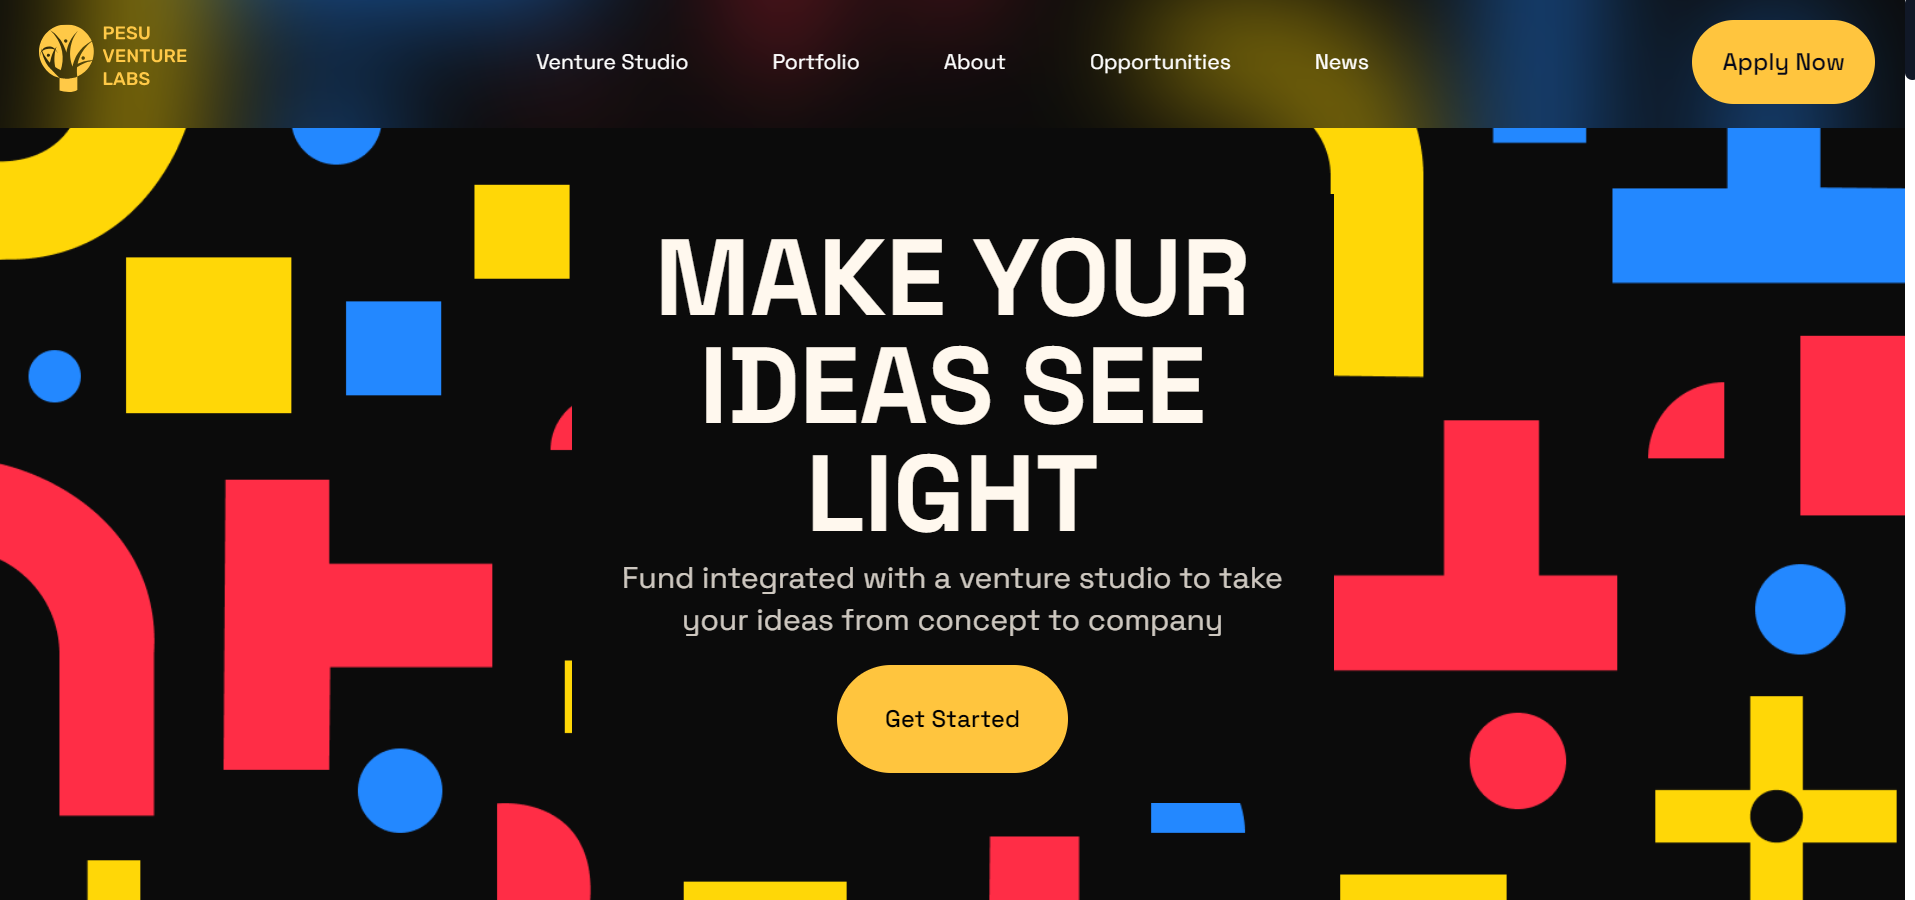 PESU
VENTURE
LABS
Venture Studio
Portfolio
About
Opportunities
News
Apply Now
MAKE YOUR
IDEAS SEE
LIGHT
Fund integrated with a venture studio to take
your ideas from concept to company
Get Started